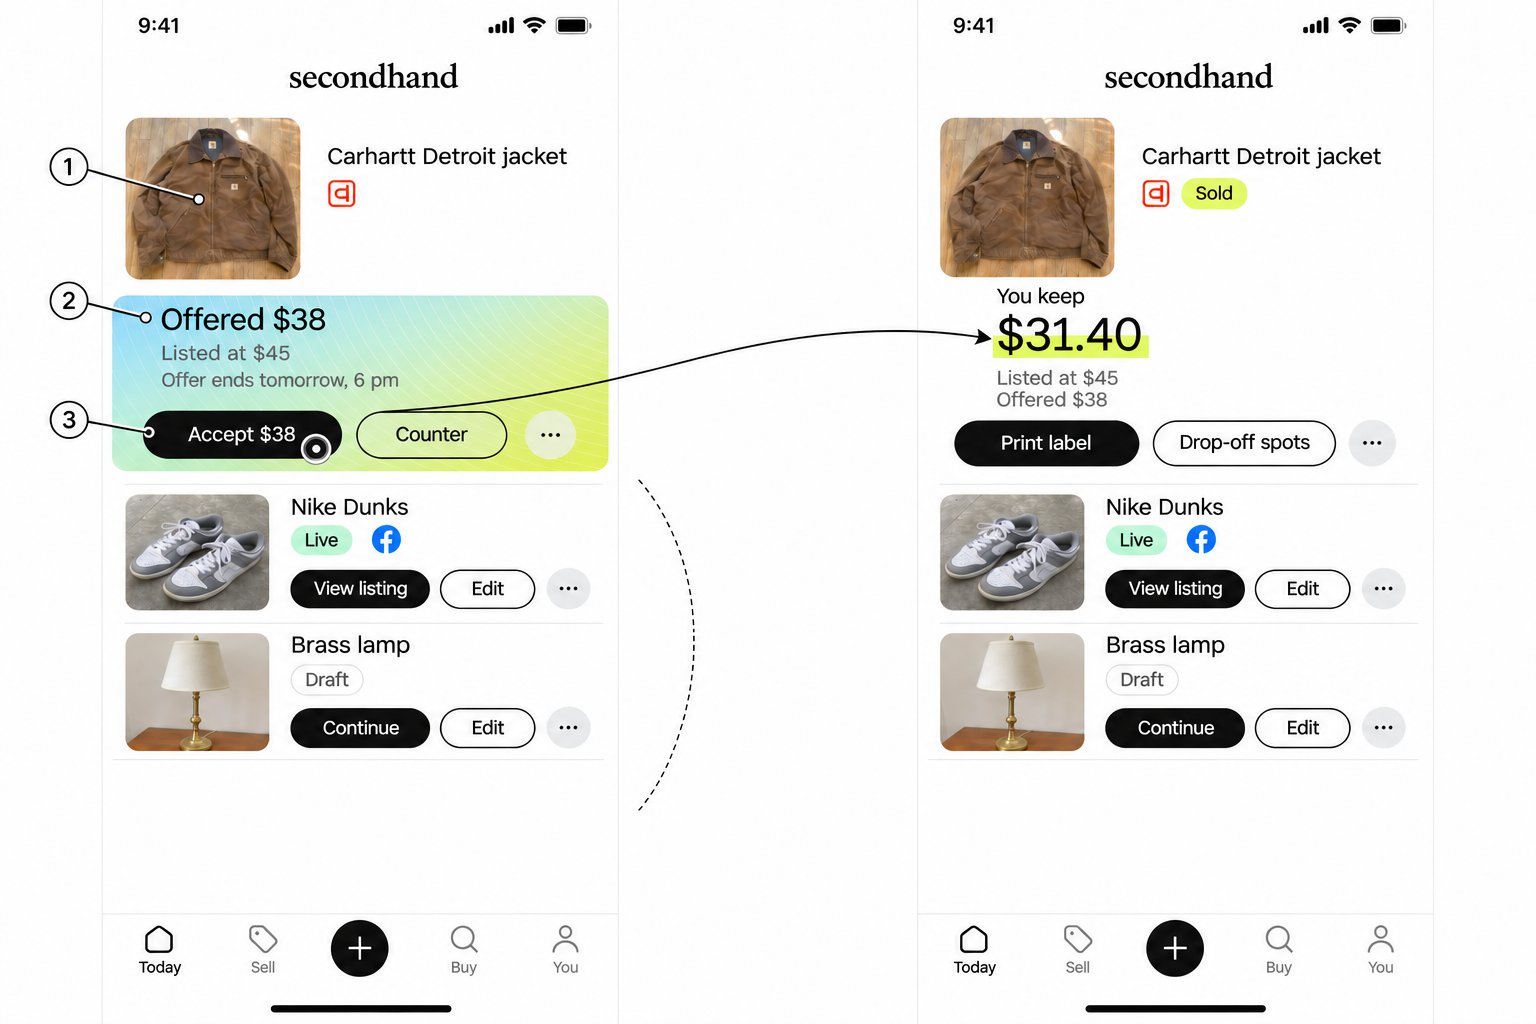 9:41
secondhand
1
Carhartt Detroit jacket
2
Offered $38
Listed at $45
Offer ends tomorrow, 6 pm
3
Accept $38
Counter
Nike Dunks
Live
View listing
Edit
Brass lamp
Draft
Continue
Edit
Today
Sell
Buy
You
9:41
secondhand
Carhartt Detroit jacket
Sold
You keep
$31.40
Listed at $45
Offered $38
Print label
Drop-off spots
Nike Dunks
Live
View listing
Edit
Brass lamp
Draft
Continue
Edit
Today
Sell
Buy
You